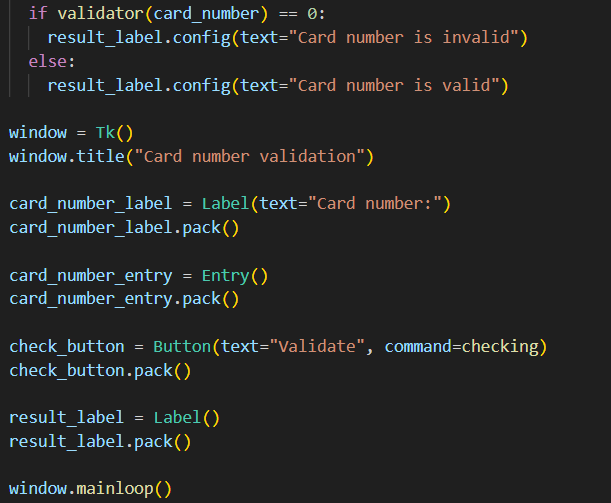 if validator(card_number) == 0:
result_label.config(text="Card number is invalid")
else:
result_label.config(text="Card number is valid")
window = Tk()
window.title("Card number validation")
card_number_label = Label(text="Card number:")
card_number_label.pack()
card_number_entry = Entry()
card_number_entry.pack()
check_button = Button(text="Validate", command=checking)
check_button.pack()
result_label = Label()
result_label.pack()
window.mainloop()